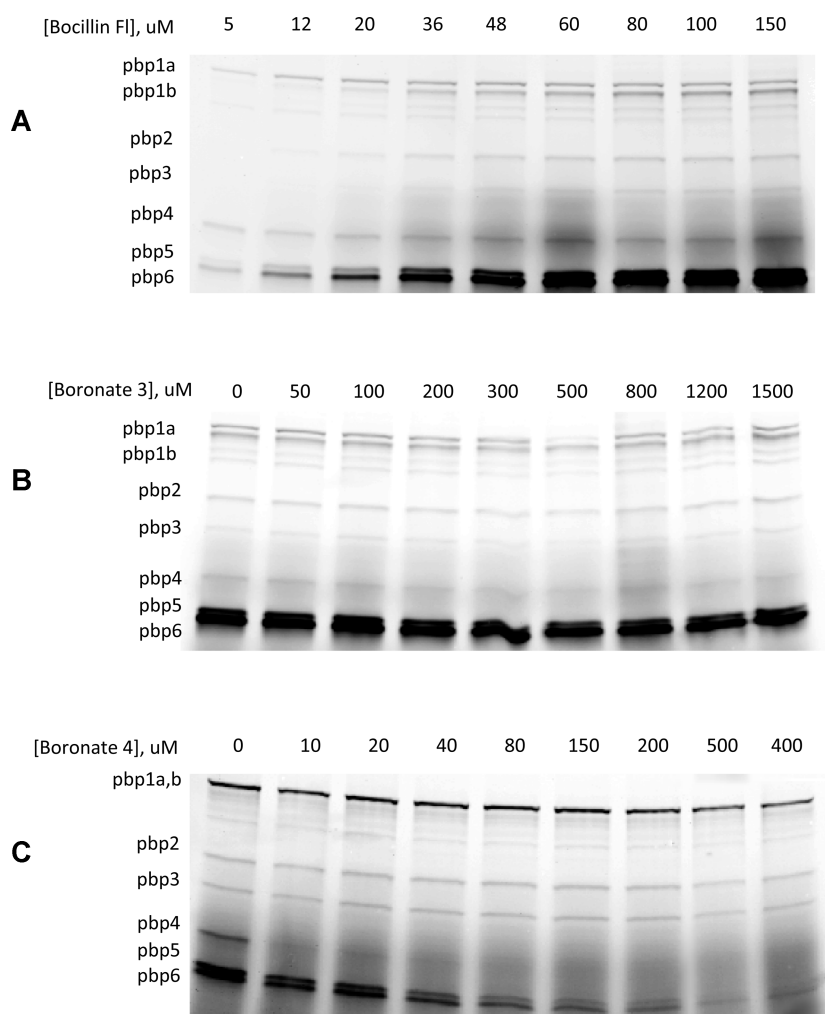 [Bocillin Fl], uM 5 12 20 36 48 60 80 100 150
pbp1a
pbp1b
A
pbp2
pbp3
pbp4
pbp5
pbp6
[Boronate 3], uM 0 50 100 200 300 500 800 1200 1500
pbp1a
pbp1b
B
pbp2
pbp3
pbp4
pbp5
pbp6
[Boronate 4], uM 0 10 20 40 80 150 200 500 400
pbp1a,b
pbp2
C
pbp3
pbp4
pbp5
pbp6